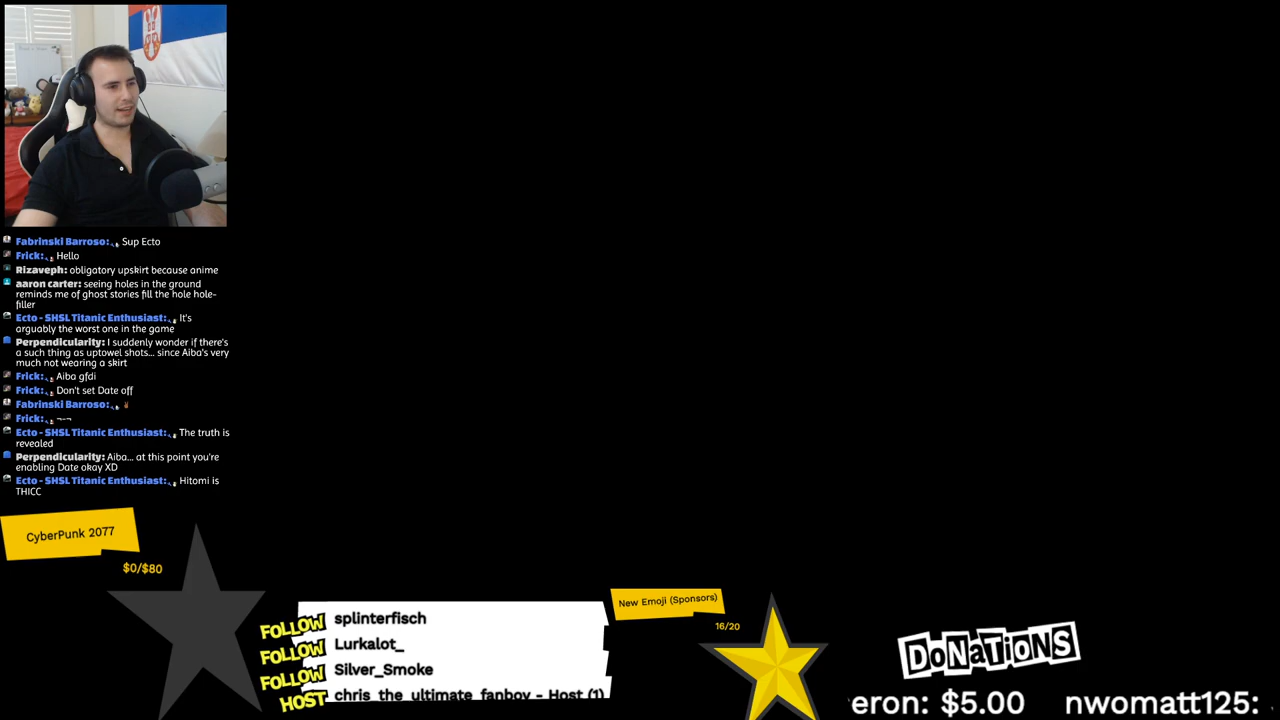 Fabrinski Barroso: Sup Ecto
Frick: Hello
Rizaveph: obligatory upskirt because anime
aaron carter: seeing holes in the ground
reminds me of ghost stories fill the hole hole-
filler
Ecto - SHSL Titanic Enthusiast: It's
arguably the worst one in the game
Perpendicularity: I suddenly wonder if there's
a such thing as uptowel shots... since Aiba's very
much not wearing a skirt
Frick: Aiba gfdi
Frick: Don't set Date off
Fabrinski Barroso:
Frick: ¬¬
Ecto - SHSL Titanic Enthusiast: The truth is
revealed
Perpendicularity: Aiba... at this point you're
enabling Date okay XD
Ecto - SHSL Titanic Enthusiast: Hitomi is
THICC
CyberPunk 2077
$0/$80
FOLLOW splinterfisch
FOLLOW Lurkalot_
FOLLOW Silver_Smoke
HOST chris_the_ultimate_fanboy - Host (1)
New Emoji (Sponsors)
16/20
DONATIONS
eron: $5.00 nwomatt125: